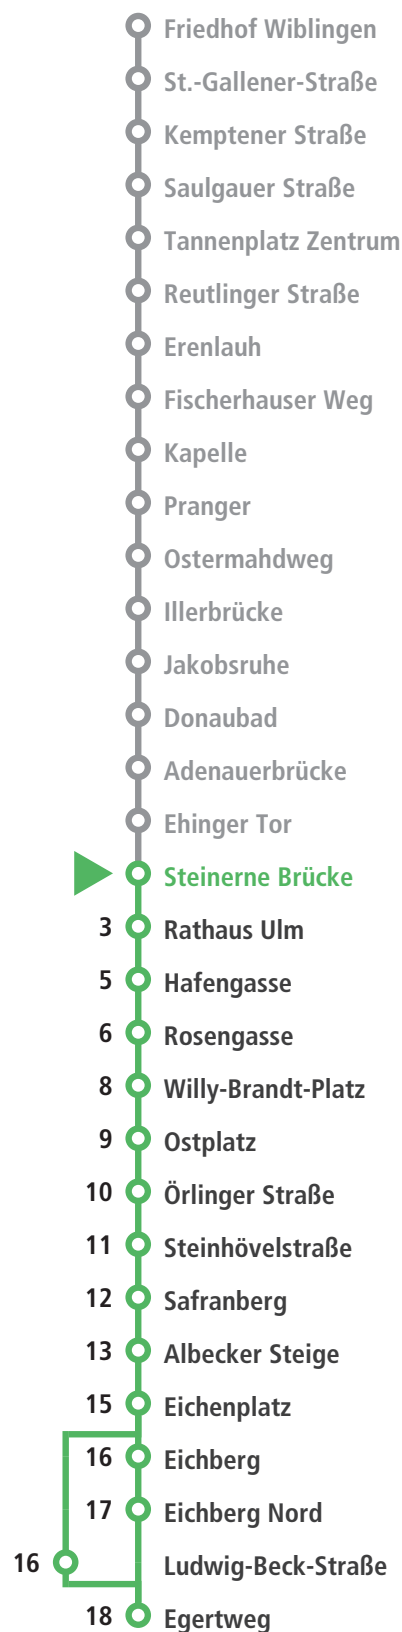 Friedhof Wiblingen
St.-Gallener-Straße
Kemptener Straße
Saulgauer Straße
Tannenplatz Zentrum
Reutlinger Straße
Erenlauh
Fischerhauser Weg
Kapelle
Pranger
Ostermahdweg
Illerbrücke
Jakobsruhe
Donaubad
Adenauerbrücke
Ehinger Tor
Steinerne Brücke
3 Rathaus Ulm
5 Hafengasse
6 Rosengasse
8 Willy-Brandt-Platz
9 Ostplatz
10 Örlinger Straße
11 Steinhövelstraße
12 Safranberg
13 Albecker Steige
15 Eichenplatz
16 Eichberg
17 Eichberg Nord
16 Ludwig-Beck-Straße
18 Egertweg